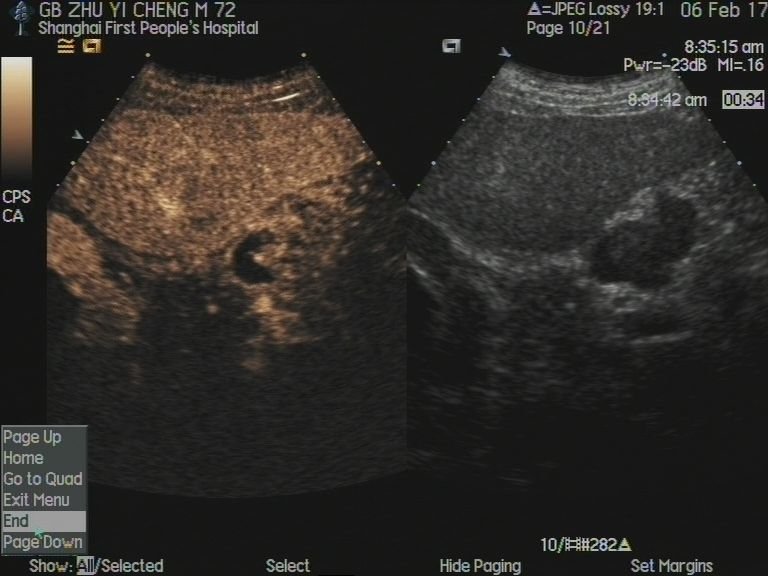 GB ZHU YI CHENG M 72
Shanghai First People's Hospital
=JPEG Lossy 19:1 06 Feb 17
Page 10/21
8:35:15 am
Pwr=-23dB MI=.16
8:34:42 am 00:34
CPS
CA
Page Up
Home
Go to Quad
Exit Menu
End
Page Down
10/ #282
Show: All/Selected Select Hide Paging Set Margins